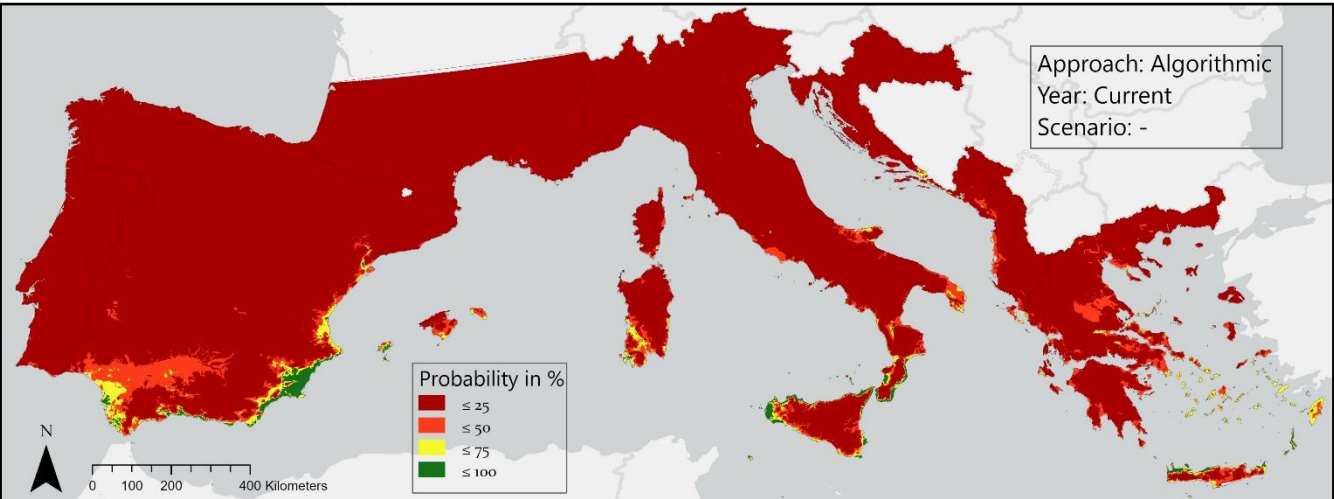 Approach: Algorithmic
Year: Current
Scenario: -
Probability in %
≤ 25
≤ 50
≤ 75
≤ 100
N
0 100 200 400 Kilometers